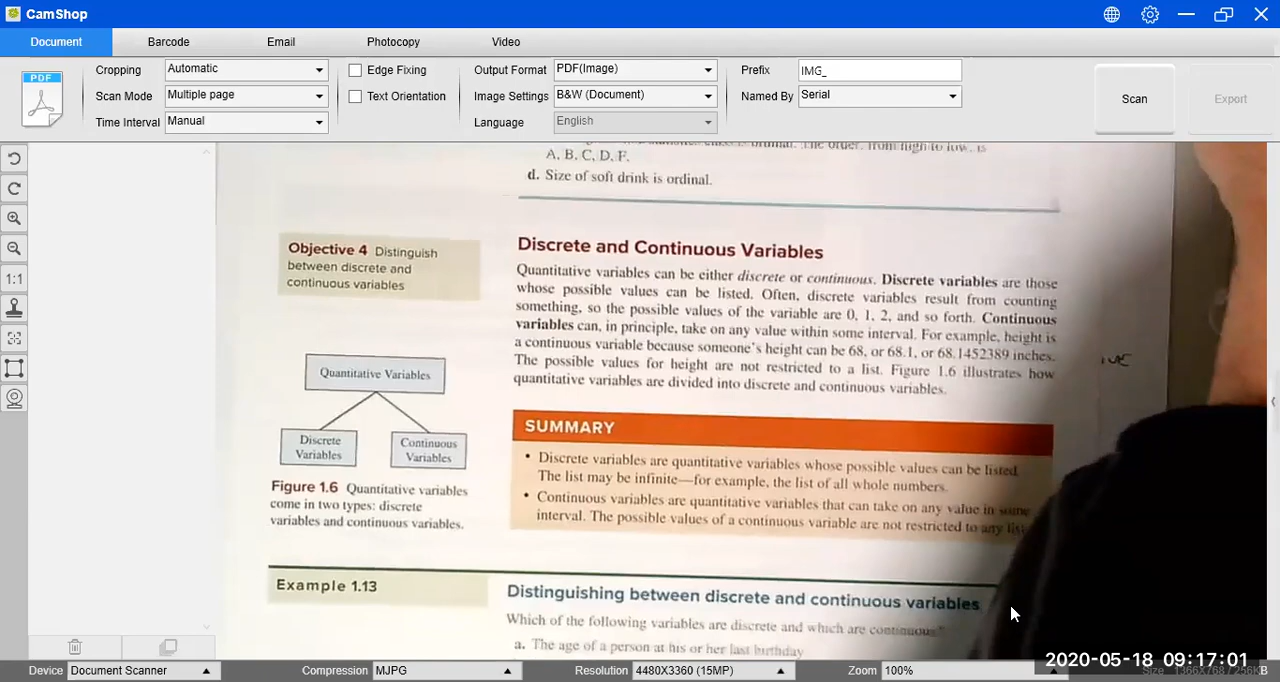 CamShop
Document Barcode Email Photocopy Video
PDF
Cropping Automatic
Scan Mode Multiple page
Time Interval Manual
Edge Fixing
Text Orientation
Output Format PDF(Image)
Image Settings B&W (Document)
Language English
Prefix IMG_
Named By Serial
Scan
Export
1:1
is ordinal. The order, from high to low, is
A, B, C, D, F.
d. Size of soft drink is ordinal.
Objective 4 Distinguish
between discrete and
continuous variables
Quantitative Variables
Discrete
Variables
Continuous
Variables
Figure 1.6 Quantitative variables
come in two types: discrete
variables and continuous variables.
Discrete and Continuous Variables
Quantitative variables can be either discrete or continuous. Discrete variables are those
whose possible values can be listed. Often, discrete variables result from counting
something, so the possible values of the variable are 0, 1, 2, and so forth. Continuous
variables can, in principle, take on any value within some interval. For example, height is
a continuous variable because someone's height can be 68, or 68.1, or 68.1452389 inches.
The possible values for height are not restricted to a list. Figure 1.6 illustrates how
quantitative variables are divided into discrete and continuous variables.
SUMMARY
• Discrete variables are quantitative variables whose possible values can be listed.
The list may be infinite—for example, the list of all whole numbers.
• Continuous variables are quantitative variables that can take on any value in some
interval. The possible values of a continuous variable are not restricted to any list.
Example 1.13
Distinguishing between discrete and continuous variables
Which of the following variables are discrete and which are continuous?
a. The age of a person at his or her last birthday
2020-05-18 09:17:01
Device Document Scanner
Compression MJPG
Resolution 4480X3360 (15MP)
Zoom 100%